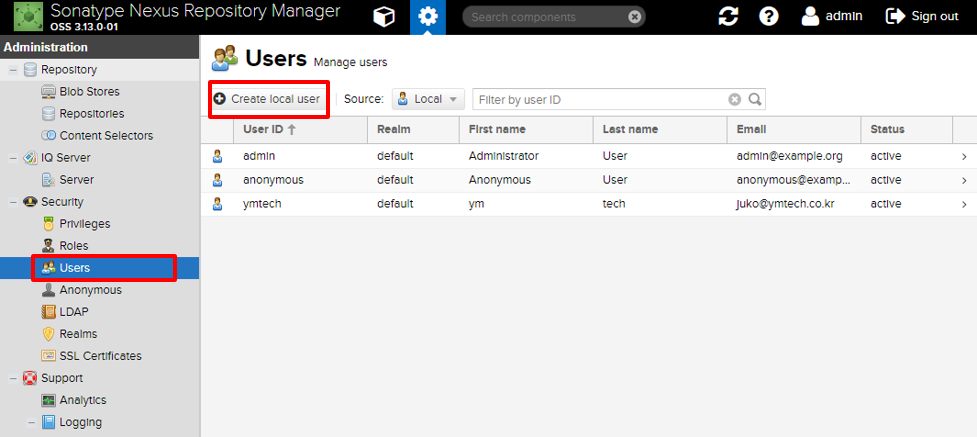 Sonatype Nexus Repository Manager
OSS 3.13.0-01
Search components
admin
Sign out
Administration
Repository
Blob Stores
Repositories
Content Selectors
IQ Server
Server
Security
Privileges
Roles
Users
Anonymous
LDAP
Realms
SSL Certificates
Support
Analytics
Logging
Users Manage users
Create local user Source: Local Filter by user ID
User ID Realm First name Last name Email Status
admin default Administrator User admin@example.org active
anonymous default Anonymous User anonymous@examp... active
ymtech default ym tech juko@ymtech.co.kr active